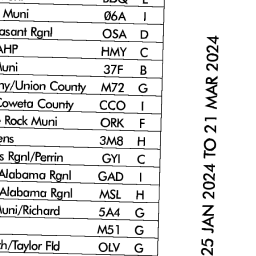 Muni 06A I
asant Rgnl OSA D
AHP HMY C
Muni 37F B
ny/Union County M72 G
Coweta County CCO I
Rock Muni ORK F
ens 3M8 H
s Rgnl/Perrin GYI C
Alabama Rgnl GAD I
Alabama Rgnl MSL H
Muni/Richard 5A4 G
M51 G
th/Taylor Fld OLV G
25 JAN 2024 TO 21 MAR 2024